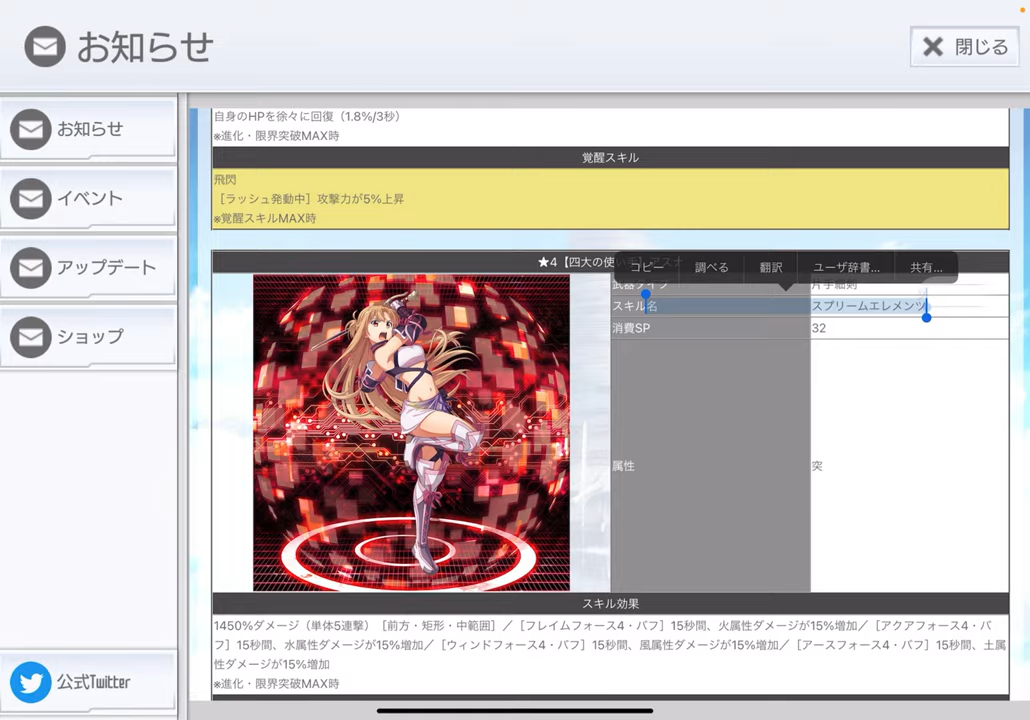 お知らせ
閉じる
お知らせ
イベント
アップデート
ショップ
公式Twitter
自身のHPを徐々に回復（1.8%/3秒）
※進化・限界突破MAX時
覚醒スキル
飛閃
［ラッシュ発動中］攻撃力が5%上昇
※覚醒スキルMAX時
★4【四大の使い手】アスナ
コピー 調べる 翻訳 ユーザ辞書... 共有...
武器タイプ 片手細剣
スキル名 スプリームエレメンツ
消費SP 32
属性 突
スキル効果
1450%ダメージ（単体5連撃）［前方・矩形・中範囲］／［フレイムフォース4・バフ］15秒間、火属性ダメージが15%増加／［アクアフォース4・バ
フ］15秒間、水属性ダメージが15%増加／［ウィンドフォース4・バフ］15秒間、風属性ダメージが15%増加／［アースフォース4・バフ］15秒間、土属
性ダメージが15%増加
※進化・限界突破MAX時